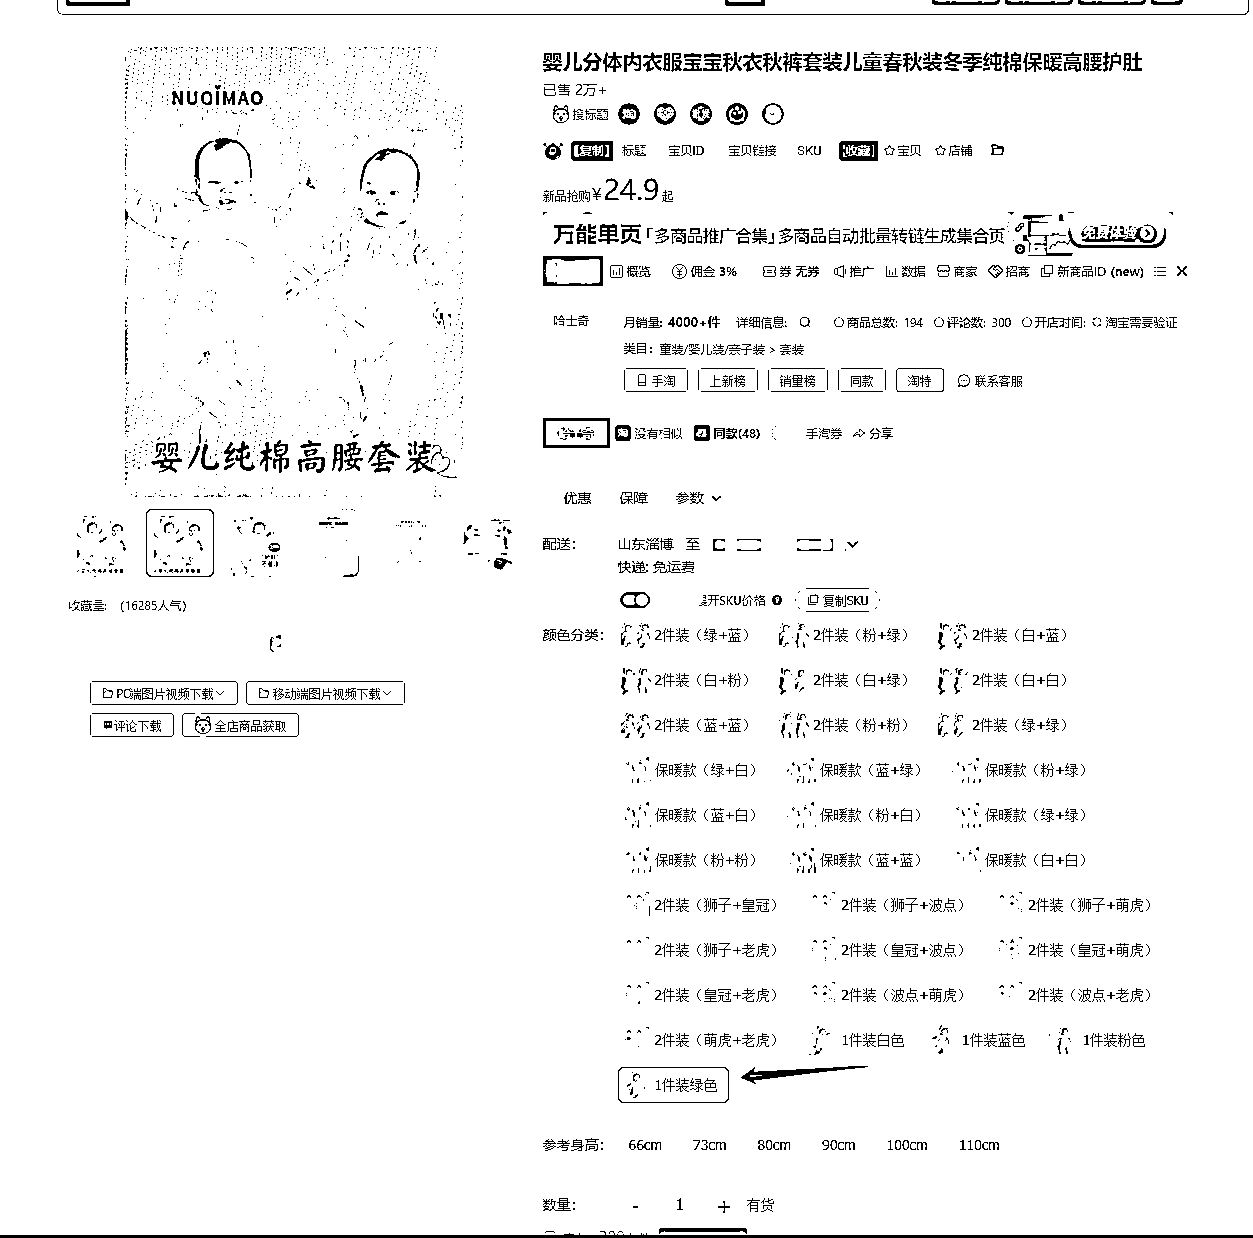 婴儿分体内衣服宝宝秋衣秋裤套装儿童春秋装冬季纯棉保暖高腰护肚
已售 2万+
搜标题
【复制】 标题 宝贝ID 宝贝链接 SKU 【收藏】 ☆宝贝 ☆店铺
新品抢购¥24.9起
万能单页「多商品推广合集」多商品自动批量转链生成集合页 免费体验
概览 佣金 3% 券 无券 推广 数据 商家 招商 新商品ID (new)
哈士奇 月销量: 4000+件 详细信息: 商品总数: 194 评论数: 300 开店时间: 淘宝需要验证
类目: 童装/婴儿装/亲子装 > 套装
手淘 上新榜 销量榜 同款 淘特 联系客服
没有相似 同款(48) 手淘券 分享
优惠 保障 参数
配送: 山东淄博 至
快递: 免运费
开SKU价格 复制SKU
颜色分类: 2件装（绿+蓝） 2件装（粉+绿） 2件装（白+蓝）
2件装（白+粉） 2件装（白+绿） 2件装（白+白）
2件装（蓝+蓝） 2件装（粉+粉） 2件装（绿+绿）
保暖款（绿+白） 保暖款（蓝+绿） 保暖款（粉+绿）
保暖款（蓝+白） 保暖款（粉+白） 保暖款（绿+绿）
保暖款（粉+粉） 保暖款（蓝+蓝） 保暖款（白+白）
2件装（狮子+皇冠） 2件装（狮子+波点） 2件装（狮子+萌虎）
2件装（狮子+老虎） 2件装（皇冠+波点） 2件装（皇冠+萌虎）
2件装（皇冠+老虎） 2件装（波点+萌虎） 2件装（波点+老虎）
2件装（萌虎+老虎） 1件装白色 1件装蓝色 1件装粉色
1件装绿色
参考身高: 66cm 73cm 80cm 90cm 100cm 110cm
数量: - 1 + 有货
NUOIMAO
婴儿纯棉高腰套装
收藏量: (16285人气)
PC端图片视频下载 移动端图片视频下载
评论下载 全店商品获取